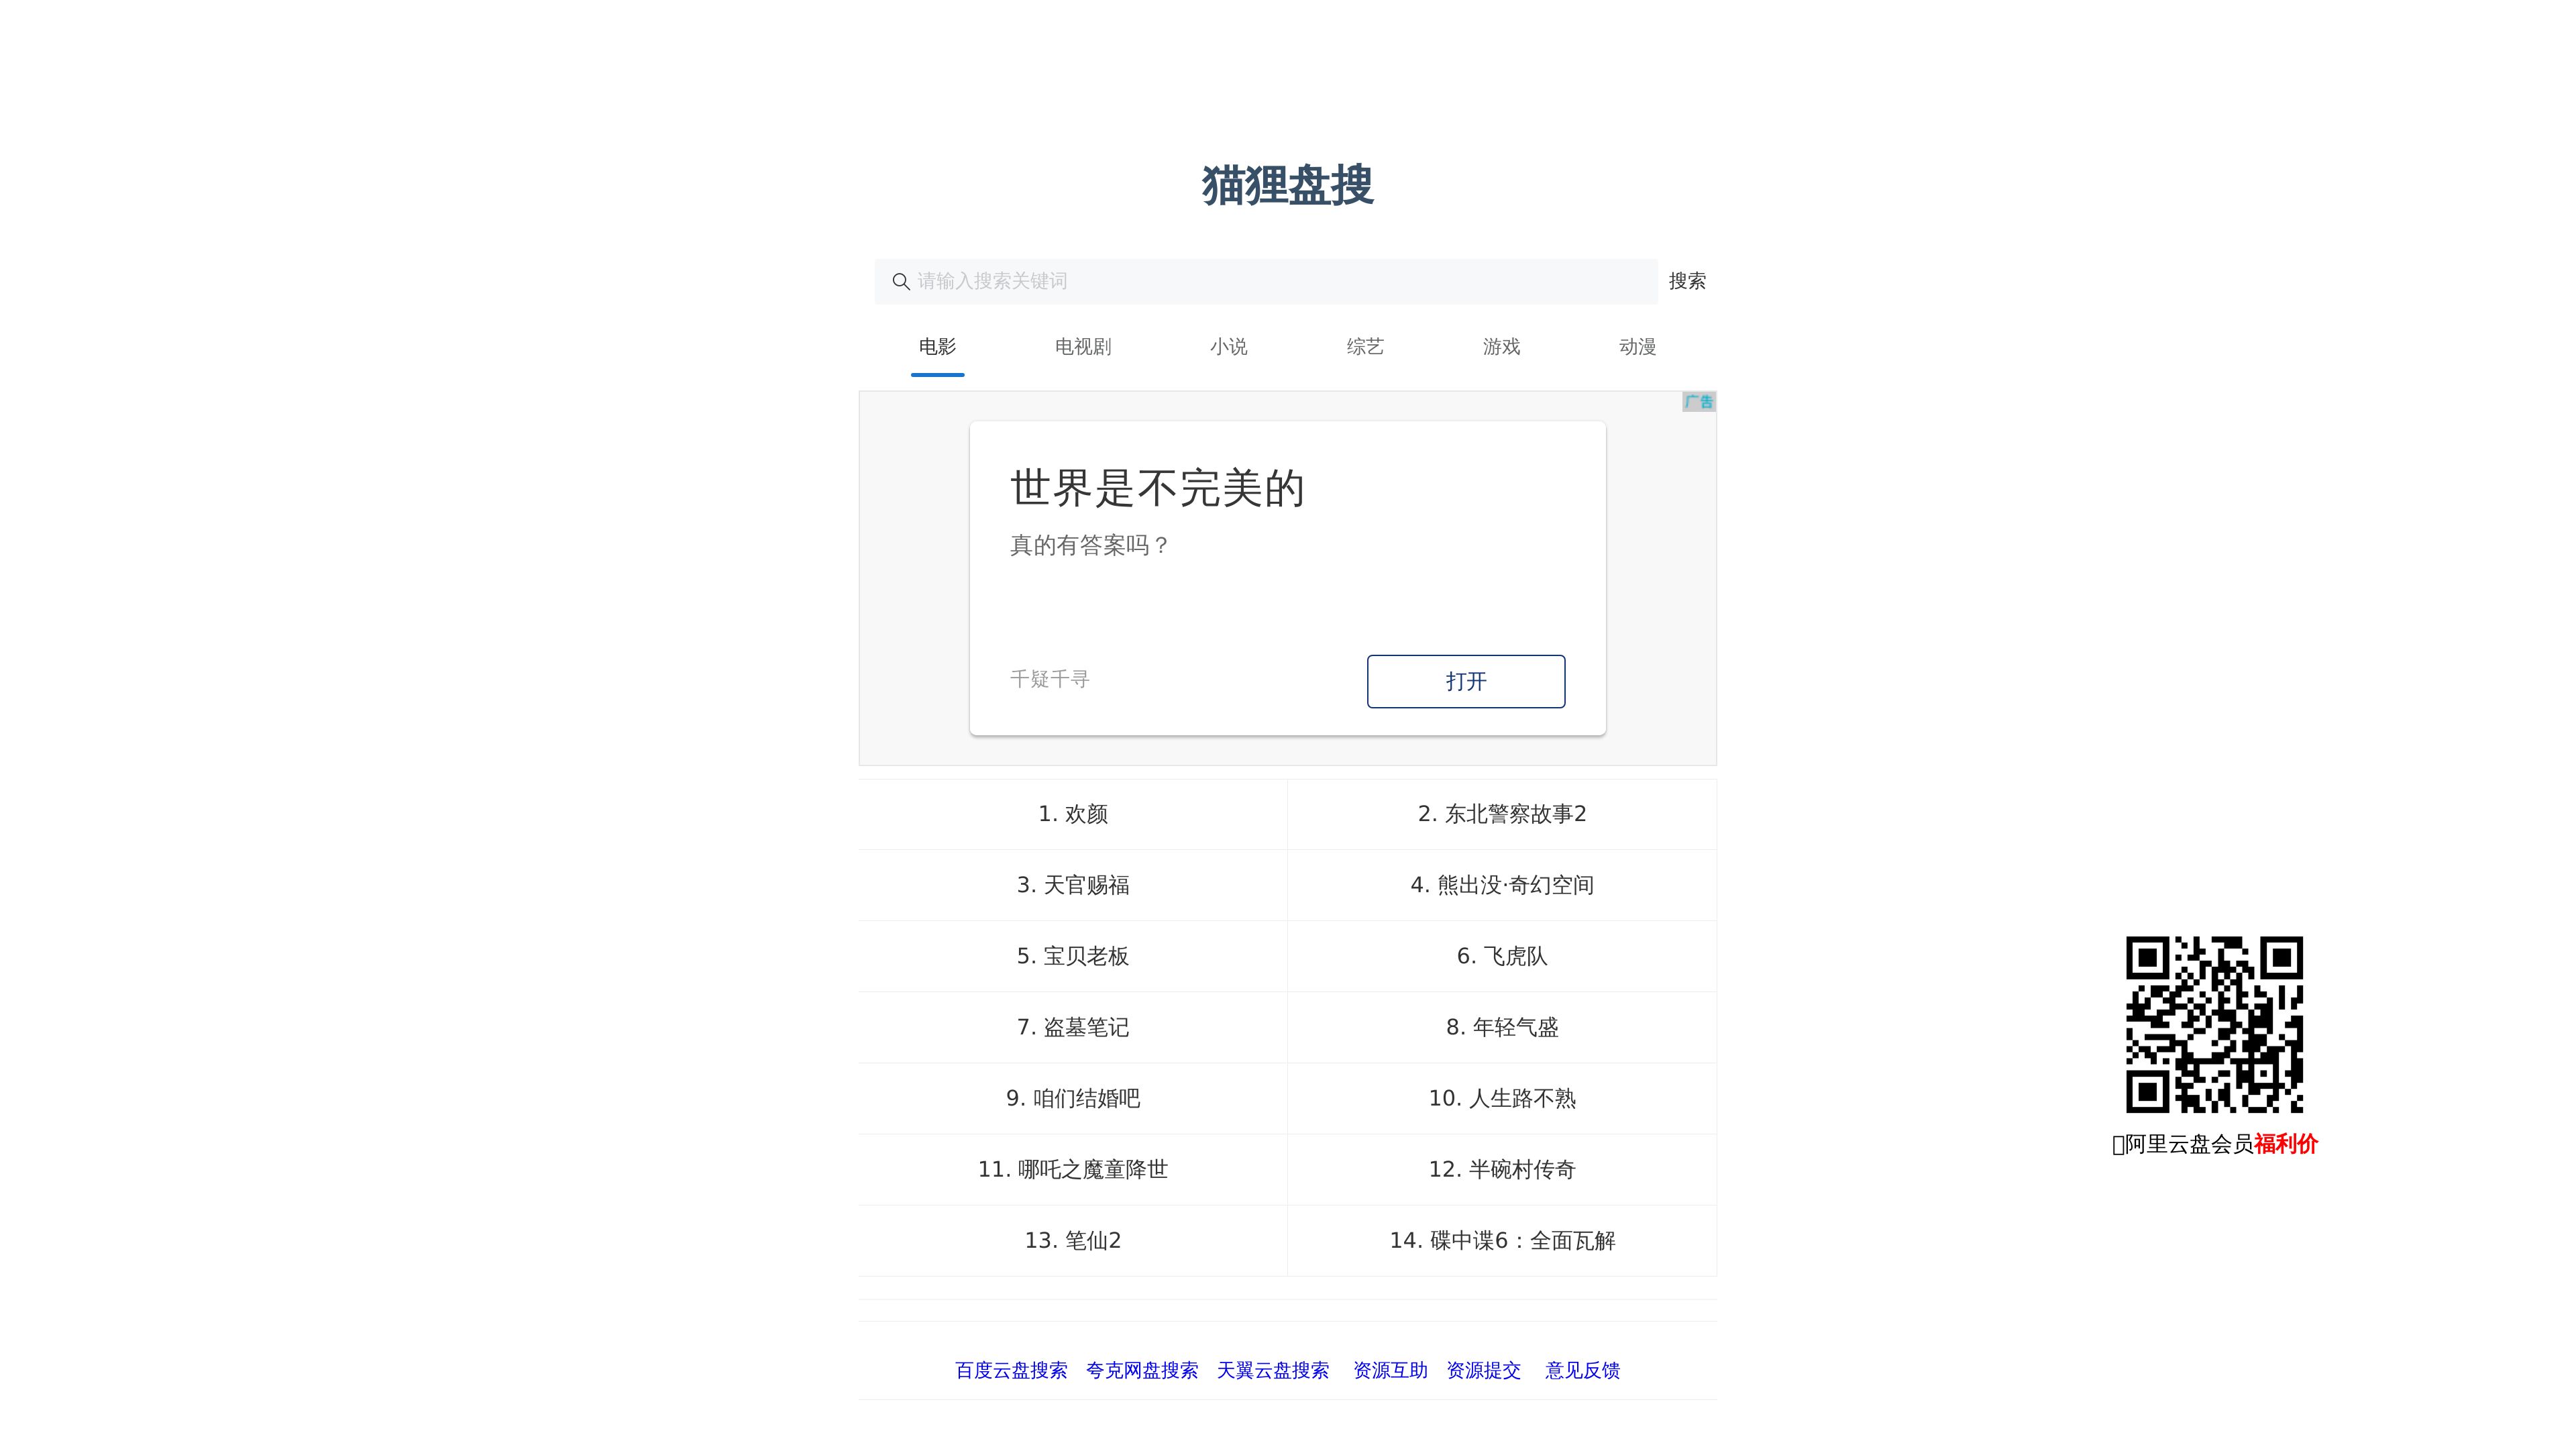 猫狸盘搜
请输入搜索关键词 搜索
电影 电视剧 小说 综艺 游戏 动漫
广告
世界是不完美的
真的有答案吗？
千疑千寻 打开
1. 欢颜 2. 东北警察故事2
3. 天官赐福 4. 熊出没·奇幻空间
5. 宝贝老板 6. 飞虎队
7. 盗墓笔记 8. 年轻气盛
9. 咱们结婚吧 10. 人生路不熟
11. 哪吒之魔童降世 12. 半碗村传奇
13. 笔仙2 14. 碟中谍6：全面瓦解
阿里云盘会员福利价
百度云盘搜索 夸克网盘搜索 天翼云盘搜索 资源互助 资源提交 意见反馈